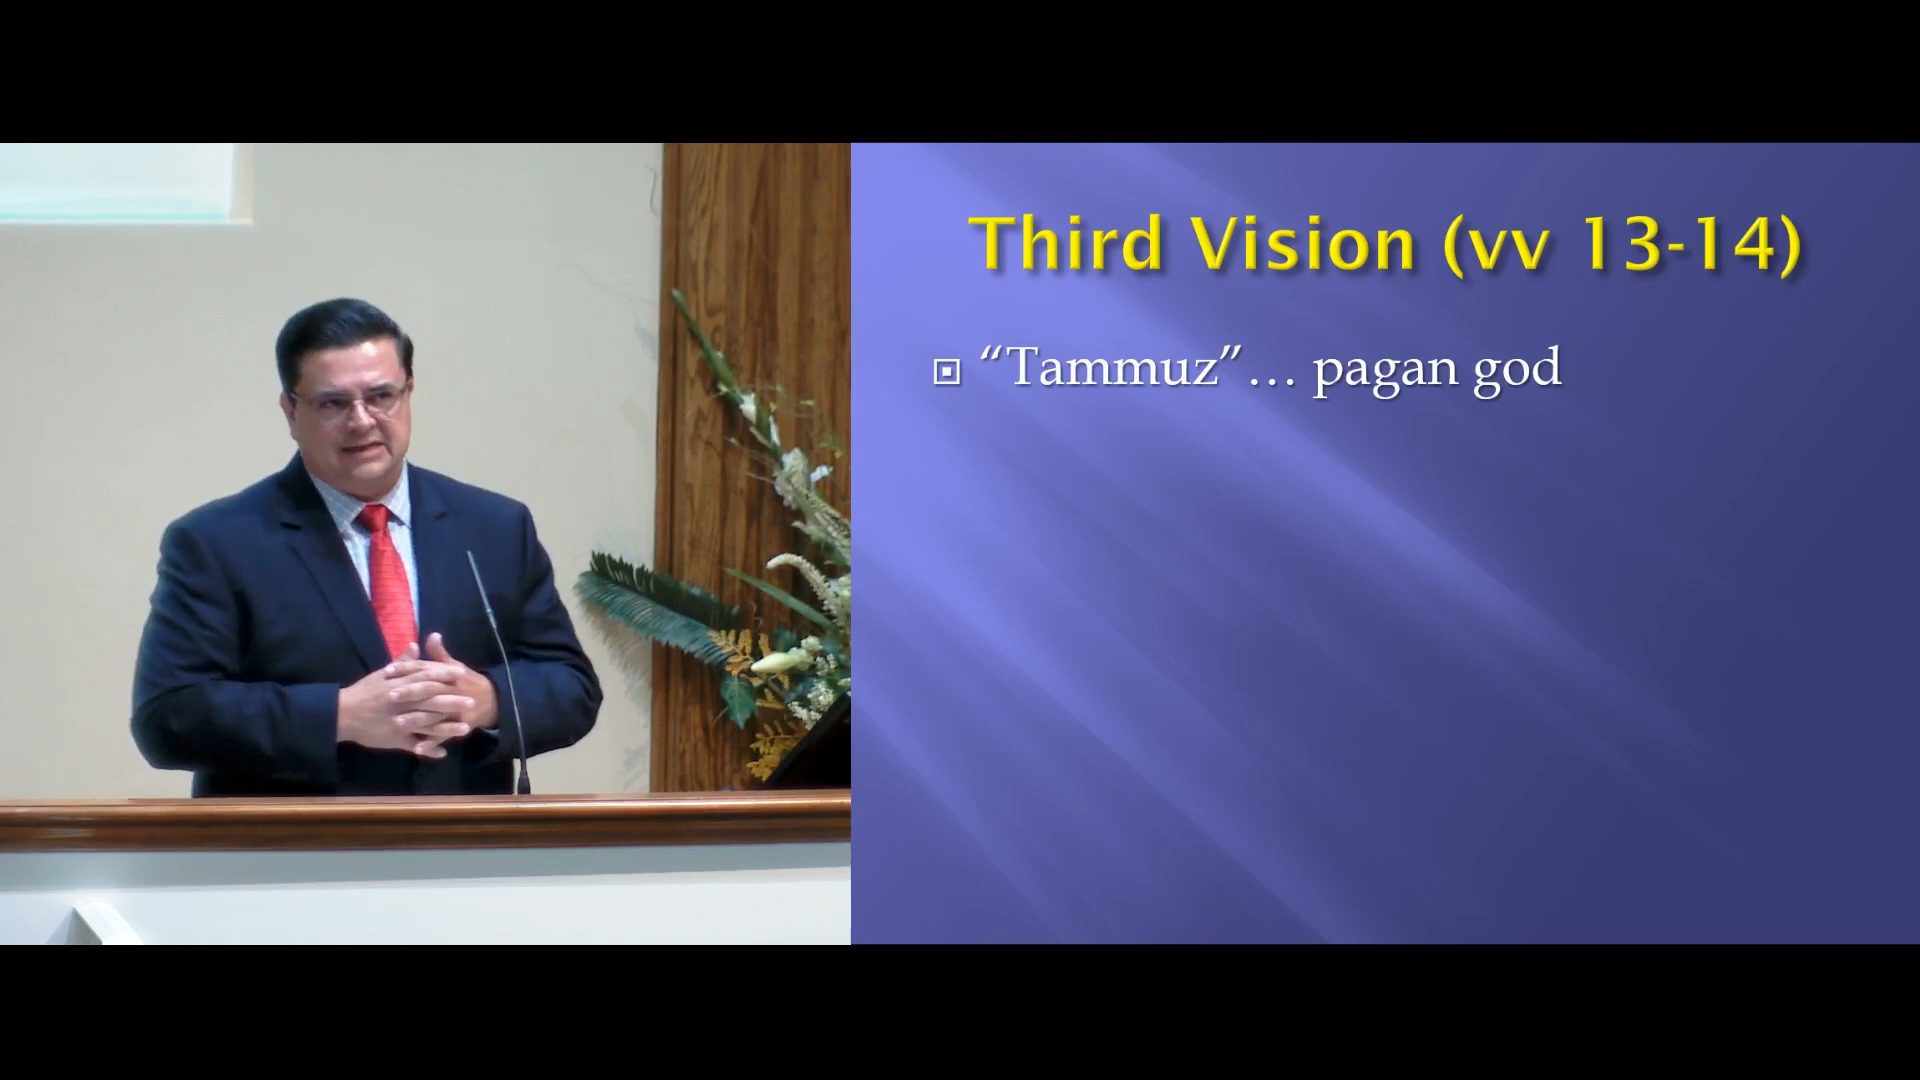 Third Vision (vv 13-14)
“Tammuz”... pagan god